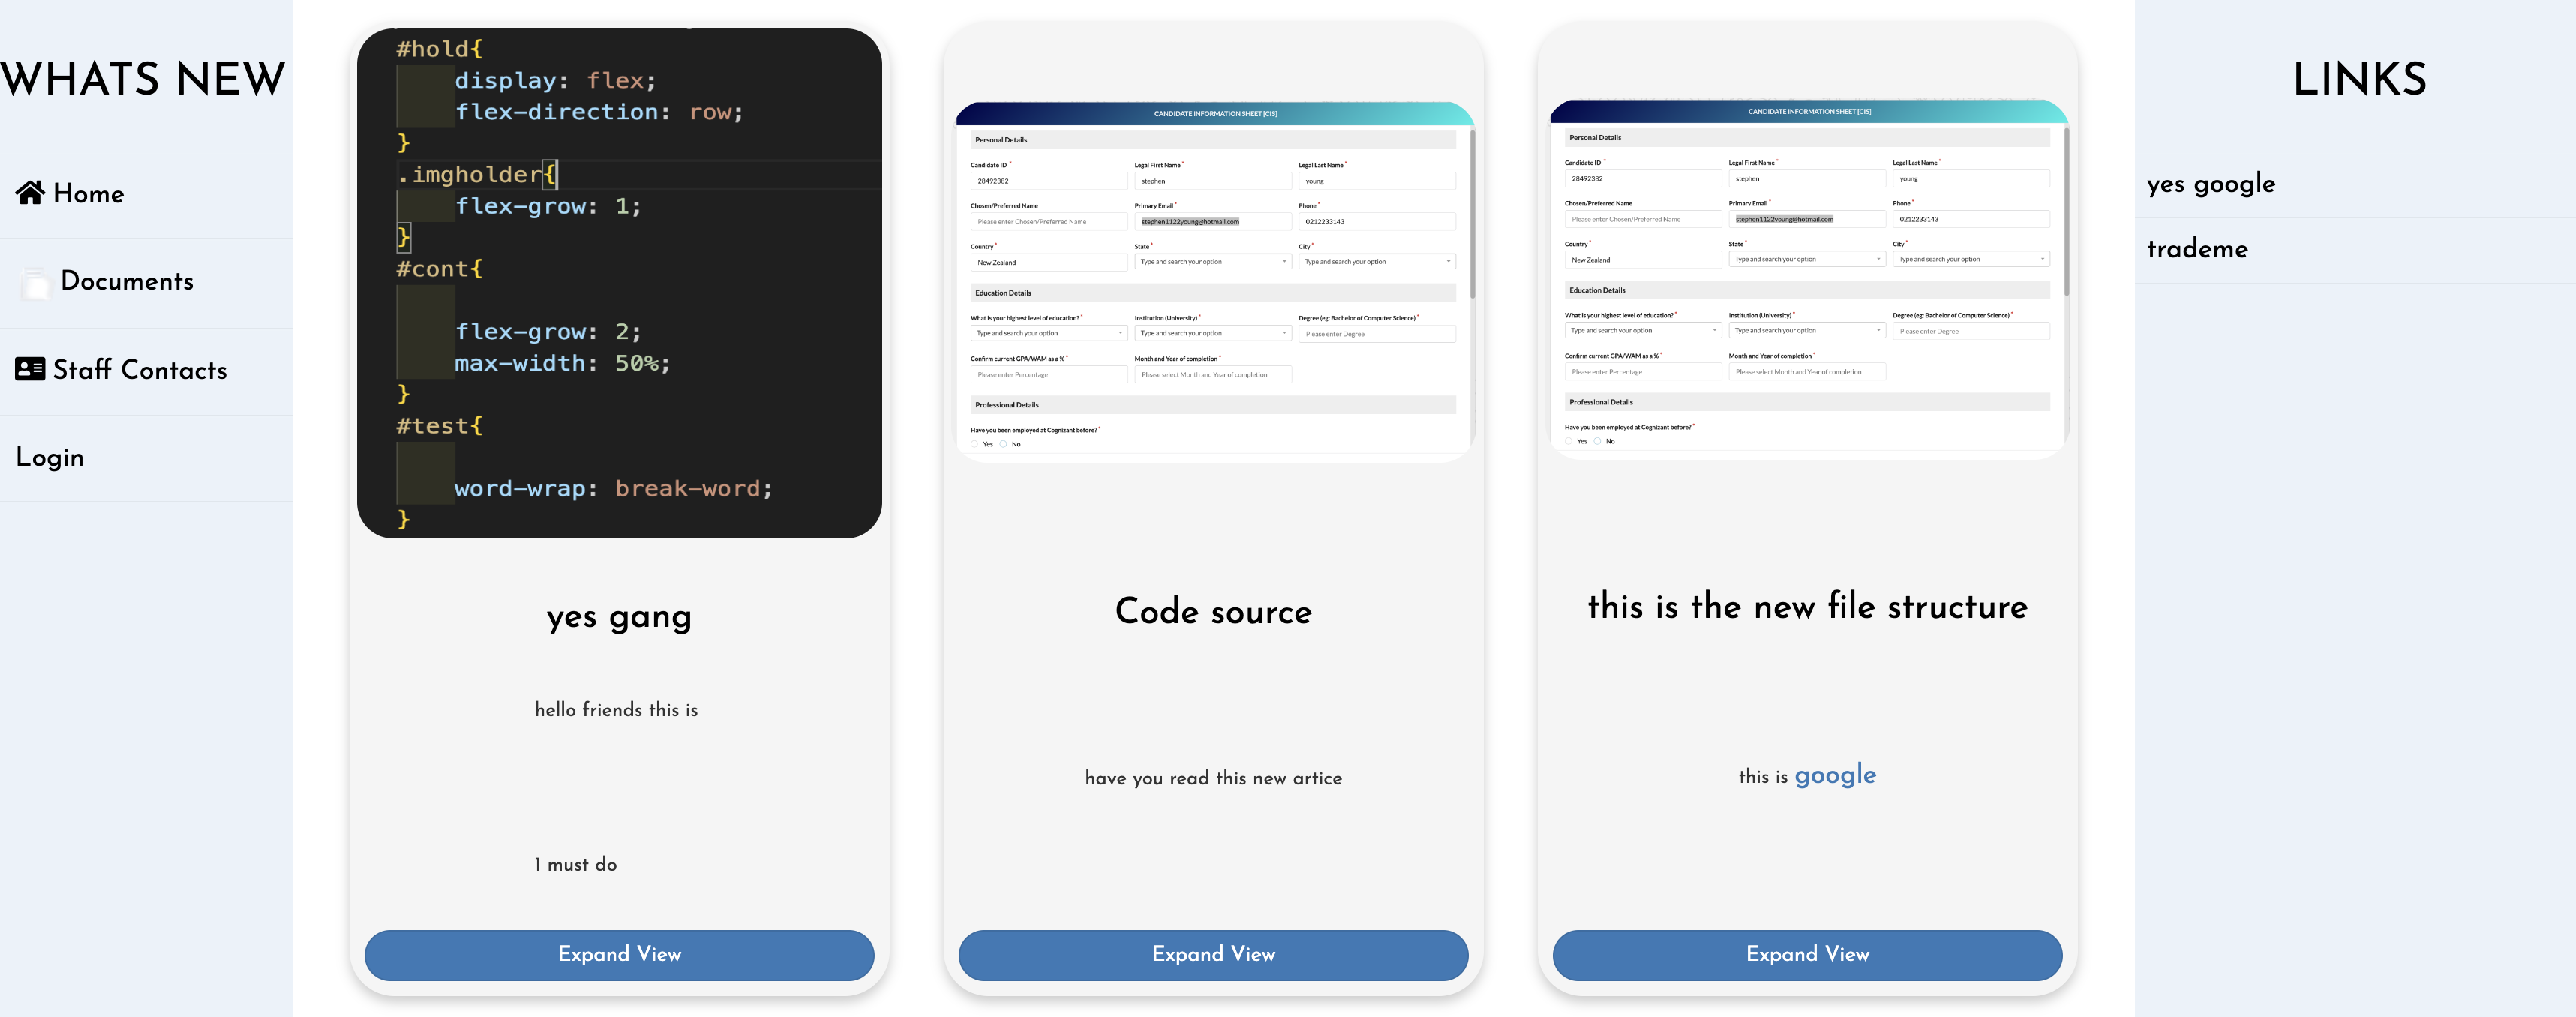 WHATS NEW
Home
Documents
Staff Contacts
Login
#hold{
display: flex;
flex-direction: row;
}
.imgholder{
flex-grow: 1;
}
#cont{
flex-grow: 2;
max-width: 50%;
}
#test{
word-wrap: break-word;
}
yes gang
hello friends this is
1 must do
Expand View
CANDIDATE INFORMATION SHEET [CIS]
Personal Details
Candidate ID * Legal First Name * Legal Last Name *
28492382 stephen young
Chosen/Preferred Name Primary Email * Phone *
Please enter Chosen/Preferred Name stephen1122young@hotmail.com 0212233143
Country * State * City *
New Zealand Type and search your option Type and search your option
Education Details
What is your highest level of education? * Institution (University) * Degree (eg: Bachelor of Computer Science) *
Type and search your option Type and search your option Please enter Degree
Confirm current GPA/WAM as a % * Month and Year of completion *
Please enter Percentage Please select Month and Year of completion
Professional Details
Have you been employed at Cognizant before? *
Yes No
Code source
have you read this new artice
Expand View
CANDIDATE INFORMATION SHEET [CIS]
Personal Details
Candidate ID * Legal First Name * Legal Last Name *
28492382 stephen young
Chosen/Preferred Name Primary Email * Phone *
Please enter Chosen/Preferred Name stephen1122young@hotmail.com 0212233143
Country * State * City *
New Zealand Type and search your option Type and search your option
Education Details
What is your highest level of education? * Institution (University) * Degree (eg: Bachelor of Computer Science) *
Type and search your option Type and search your option Please enter Degree
Confirm current GPA/WAM as a % * Month and Year of completion *
Please enter Percentage Please select Month and Year of completion
Professional Details
Have you been employed at Cognizant before? *
Yes No
this is the new file structure
this is google
Expand View
LINKS
yes google
trademe